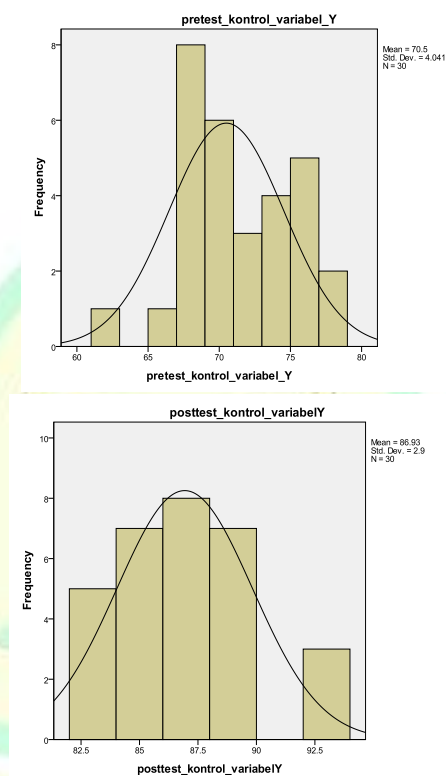 pretest_kontrol_variabel_Y
Mean = 70.5
Std. Dev. = 4.041
N = 30
8
6
4
2
0
Frequency
60 65 70 75 80
pretest_kontrol_variabel_Y
posttest_kontrol_variabelY
Mean = 86.93
Std. Dev. = 2.9
N = 30
10
8
6
4
2
0
Frequency
82.5 85 87.5 90 92.5
posttest_kontrol_variabelY